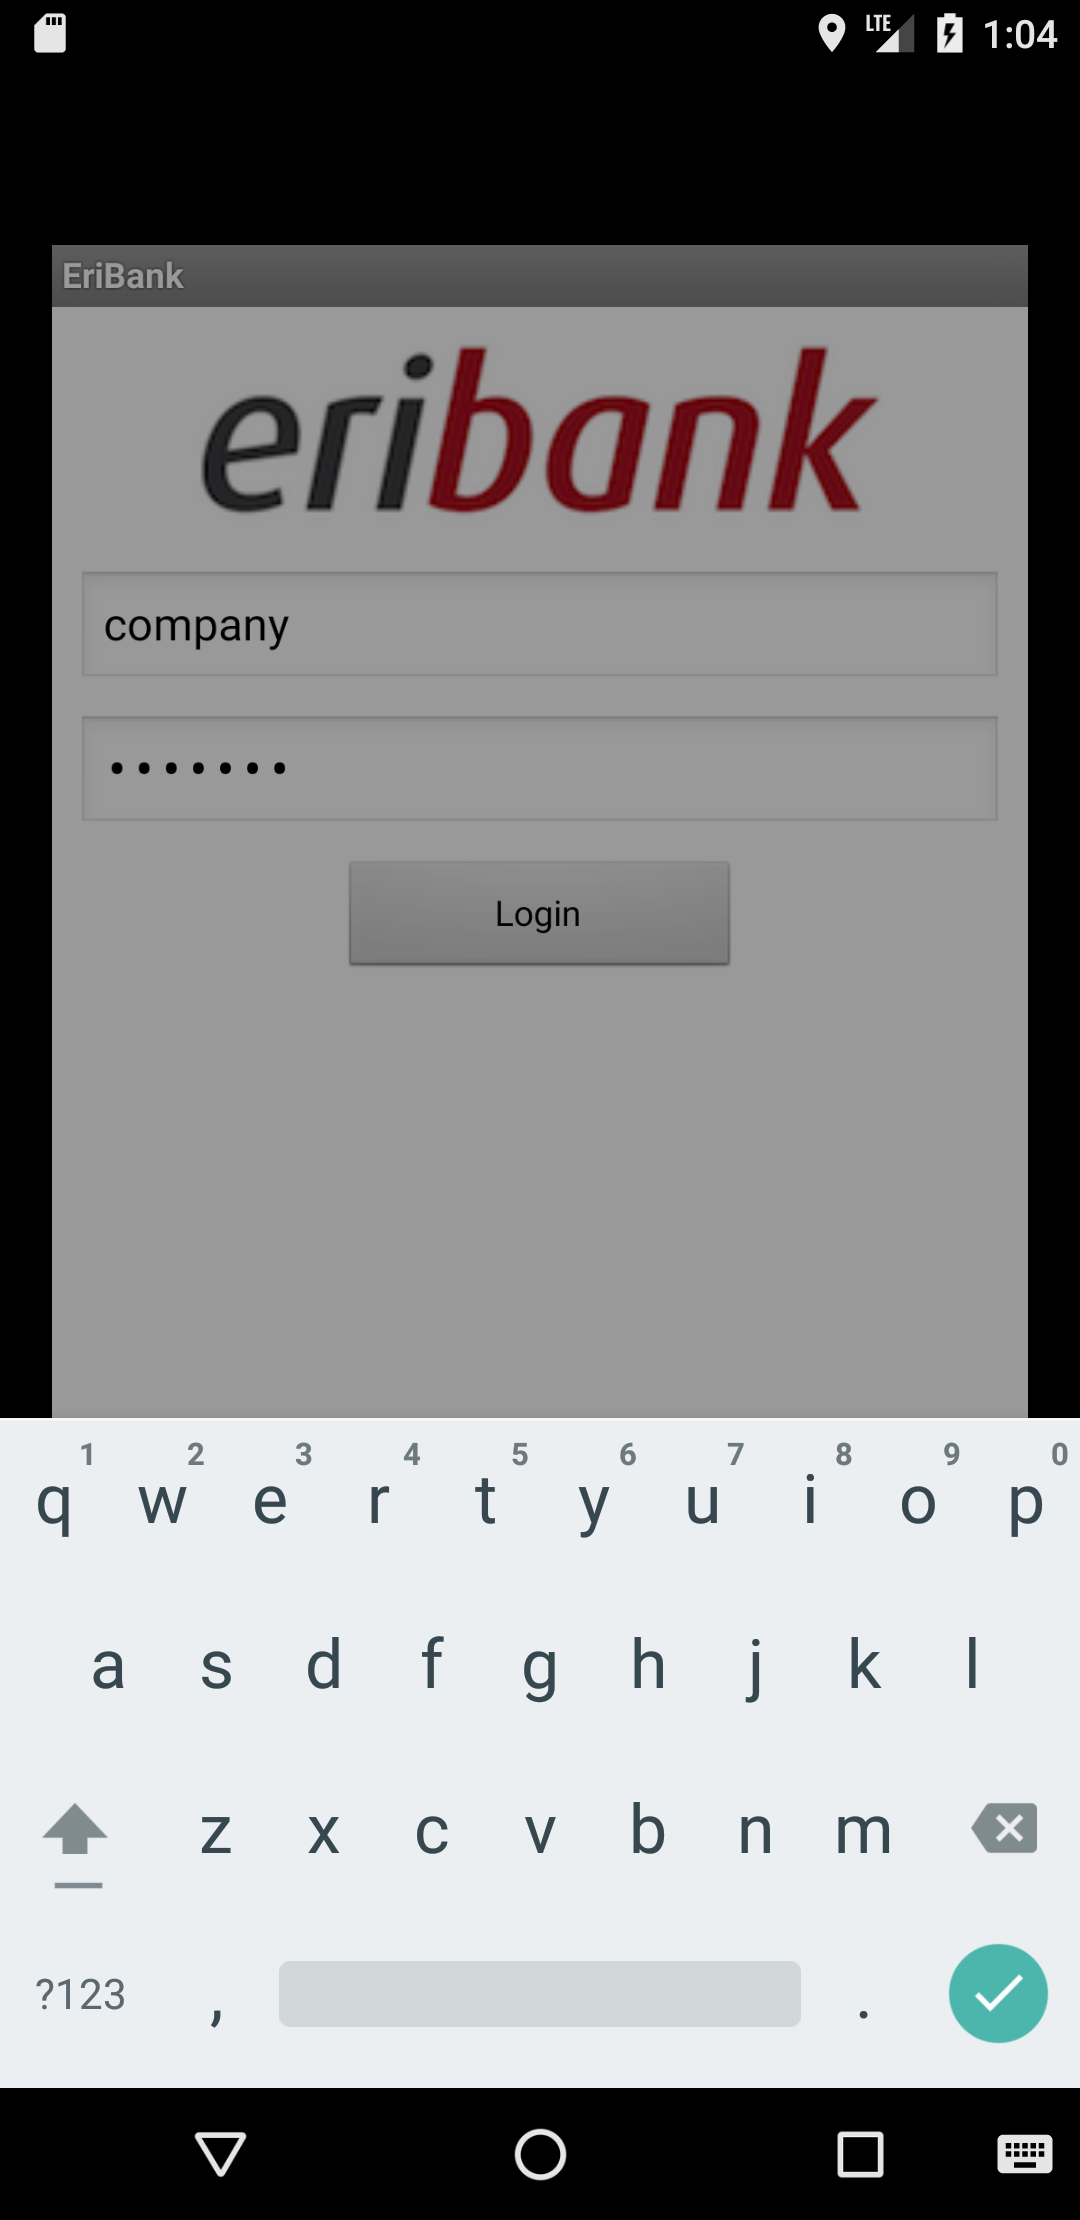 LTE 1:04
EriBank
eribank
company
•••••••
Login
1 2 3 4 5 6 7 8 9 0
q w e r t y u i o p
a s d f g h j k l
z x c v b n m
?123 , .